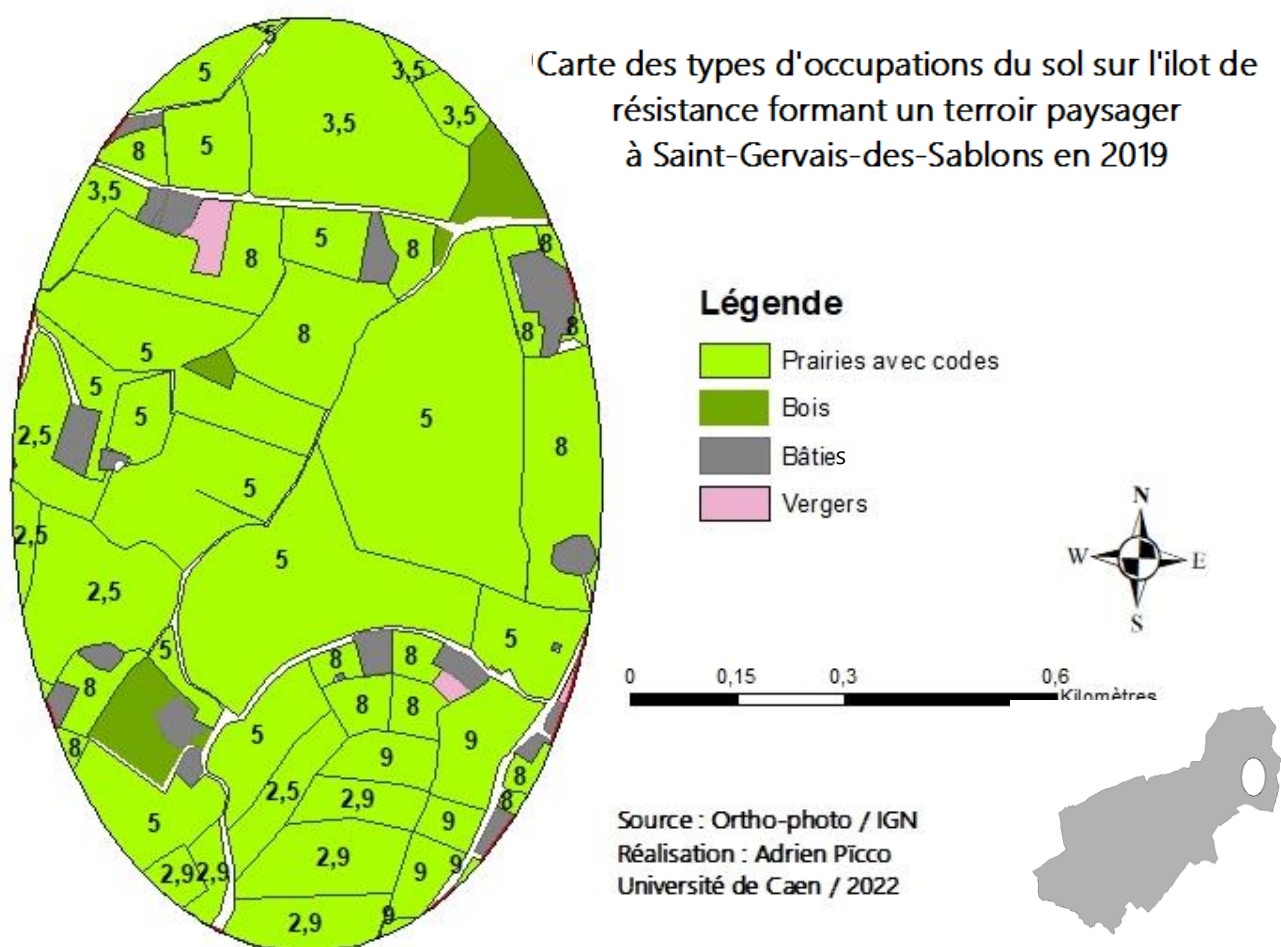 Carte des types d'occupations du sol sur l'ilot de
résistance formant un terroir paysager
à Saint-Gervais-des-Sablons en 2019
5
5
3,5
3,5
3,5
8
5
3,5
8
5
8
8
8
8
8
5
5
5
2,5
5
8
5
2,5
5
2,5
5
5
8
8
8
8
8
5
9
8
9
2,5
2,9
8
8
9
5
2,9
9
9
2,9
2,9
2,9
9
Légende
Prairies avec codes
Bois
Bâties
Vergers
N
W
E
S
0 0,15 0,3 0,6
Kilomètres
Source : Ortho-photo / IGN
Réalisation : Adrien Picco
Université de Caen / 2022